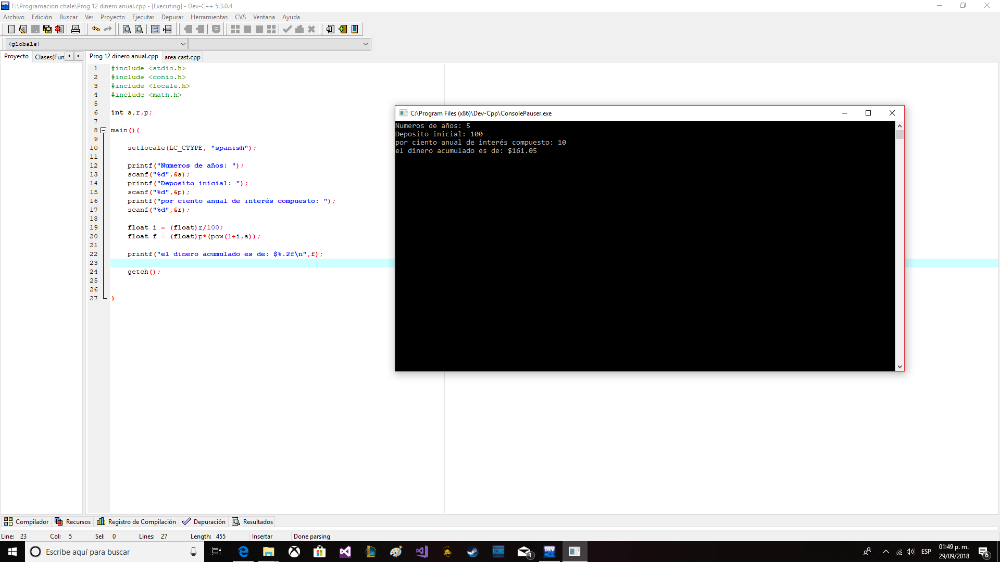 F:\Programacion chale\Prog 12 dinero anual.cpp - [Executing] - Dev-C++ 5.3.0.4
Archivo Edición Buscar Ver Proyecto Ejecutar Depurar Herramientas CVS Ventana Ayuda
(globals)
Proyecto Clases(Fun Prog 12 dinero anual.cpp area cast.cpp
1 #include <stdio.h>
2 #include <conio.h>
3 #include <locale.h>
4 #include <math.h>
5
6 int a,r,p;
7
8 main(){
9
10 setlocale(LC_CTYPE, "spanish");
11
12 printf("Numeros de años: ");
13 scanf("%d",&a);
14 printf("Deposito inicial: ");
15 scanf("%d",&p);
16 printf("por ciento anual de interés compuesto: ");
17 scanf("%d",&r);
18
19 float i = (float)r/100;
20 float f = (float)p*(pow(1+i,a));
21
22 printf("el dinero acumulado es de: $%.2f\n",f);
23
24 getch();
25
26
27 }
C:\Program Files (x86)\Dev-Cpp\ConsolePauser.exe
Numeros de años: 5
Deposito inicial: 100
por ciento anual de interés compuesto: 10
el dinero acumulado es de: $161.05
Compilador Recursos Registro de Compilación Depuración Resultados
Line: 23 Col: 5 Sel: 0 Lines: 27 Length: 455 Insertar Done parsing
Escribe aquí para buscar
1
DEV
ESP
01:49 p. m.
29/09/2018
6